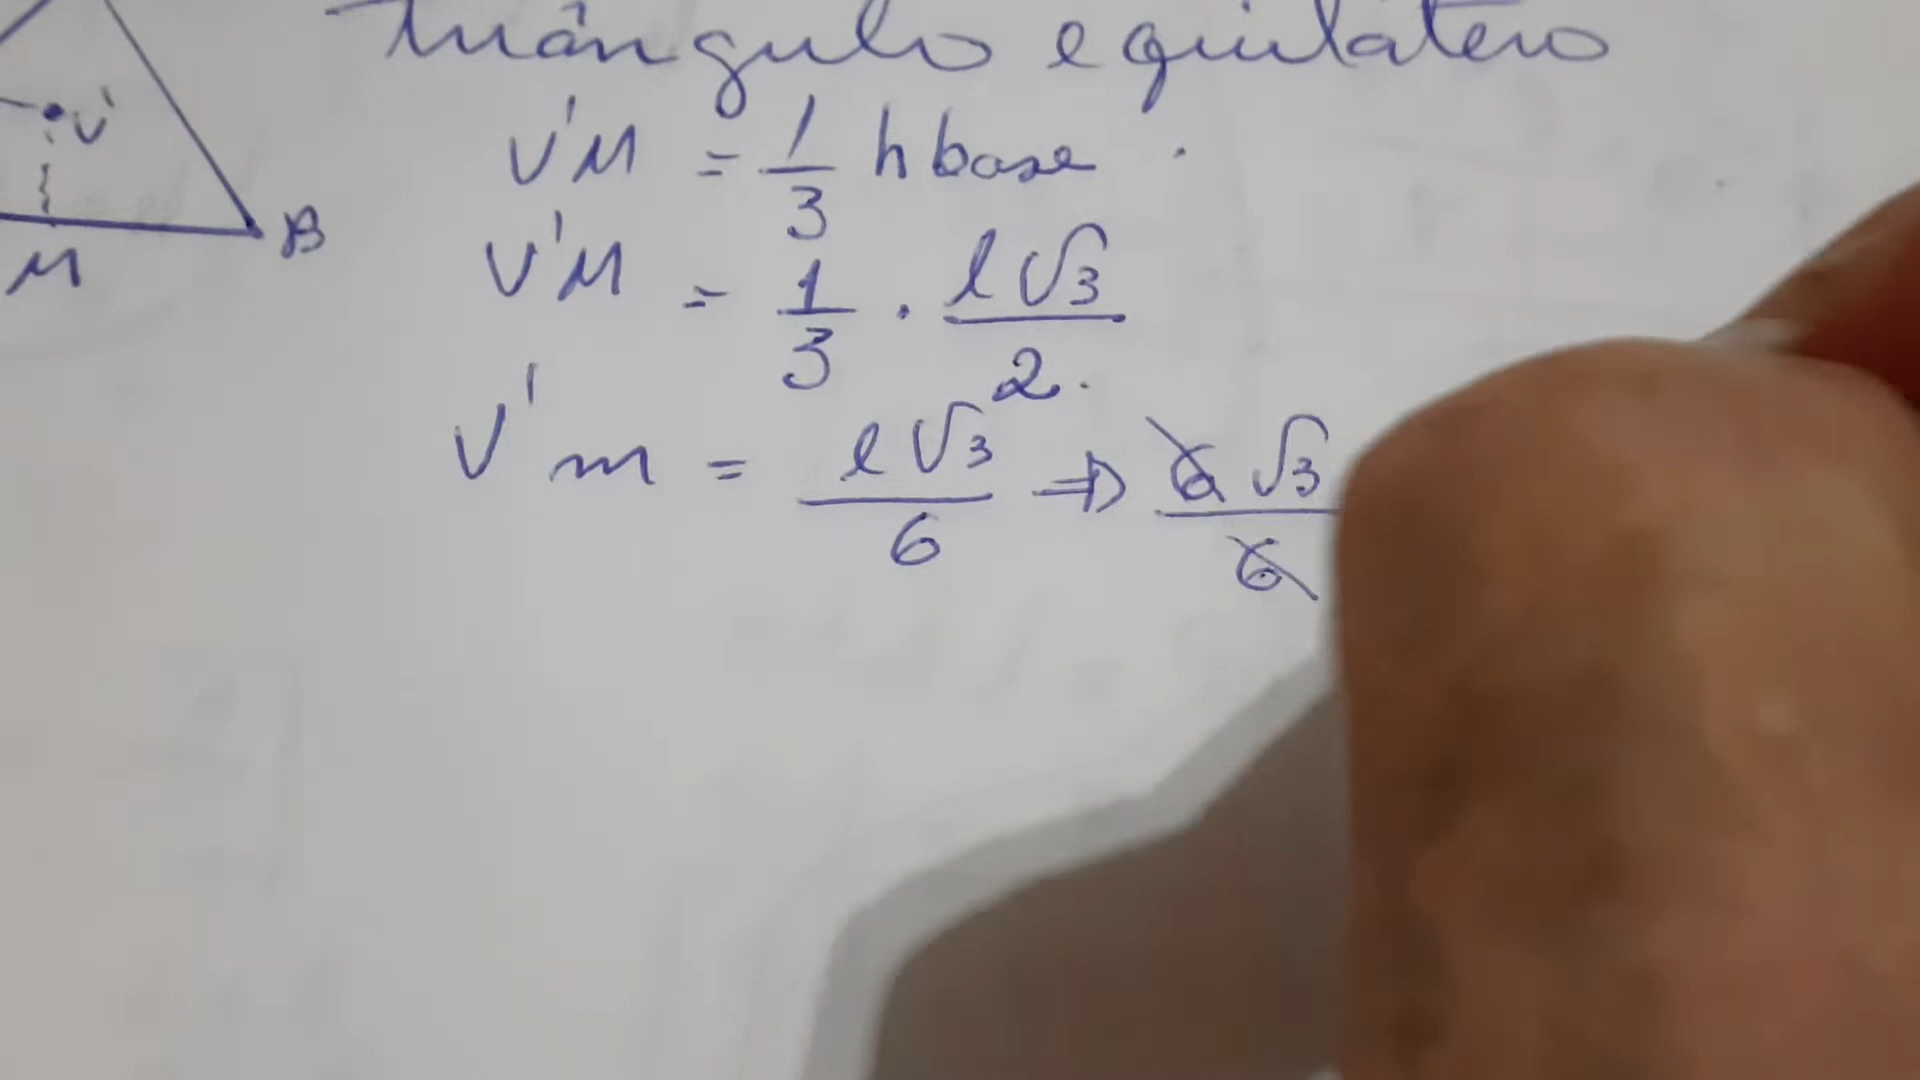 triângulo equilátero
V'
B
M
V'M = 1/3 h base .
V'M = 1/3 . l√3/2 .
V'm = l√3/6 ⇒ 6√3/6